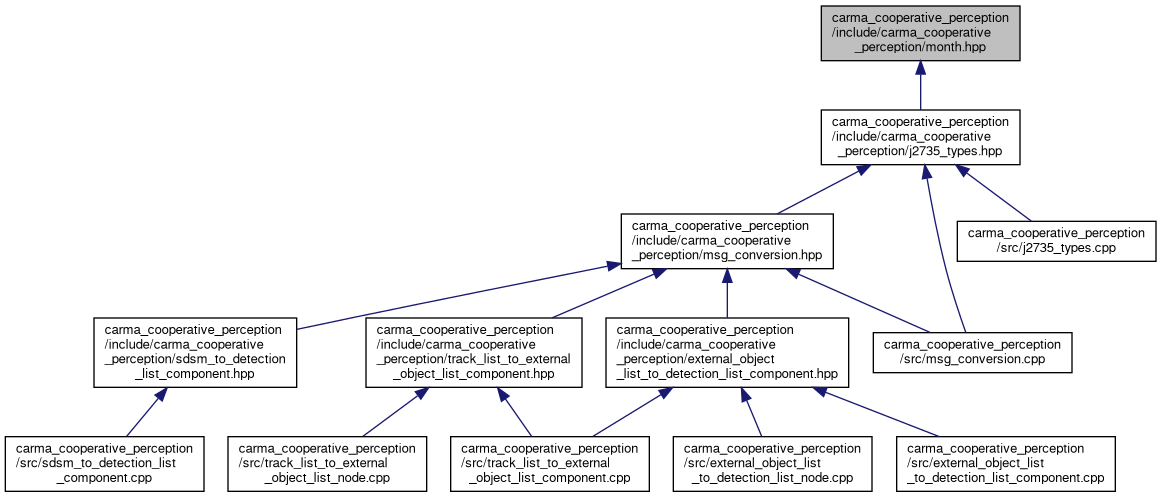 carma_cooperative_perception
/include/carma_cooperative
_perception/month.hpp
carma_cooperative_perception
/include/carma_cooperative
_perception/j2735_types.hpp
carma_cooperative_perception
/include/carma_cooperative
_perception/msg_conversion.hpp
carma_cooperative_perception
/src/j2735_types.cpp
carma_cooperative_perception
/include/carma_cooperative
_perception/sdsm_to_detection
_list_component.hpp
carma_cooperative_perception
/include/carma_cooperative
_perception/track_list_to_external
_object_list_component.hpp
carma_cooperative_perception
/include/carma_cooperative
_perception/external_object
_list_to_detection_list_component.hpp
carma_cooperative_perception
/src/msg_conversion.cpp
carma_cooperative_perception
/src/sdsm_to_detection_list
_component.cpp
carma_cooperative_perception
/src/track_list_to_external
_object_list_node.cpp
carma_cooperative_perception
/src/track_list_to_external
_object_list_component.cpp
carma_cooperative_perception
/src/external_object_list
_to_detection_list_node.cpp
carma_cooperative_perception
/src/external_object_list
_to_detection_list_component.cpp